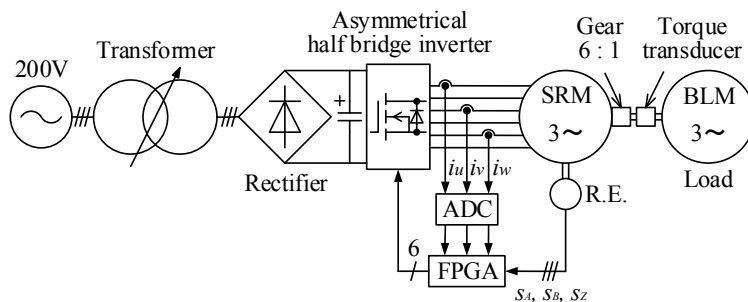 Asymmetrical
half bridge inverter
Gear
6 : 1
Torque
transducer
Transformer
200V
SRM
3~
BLM
3~
Rectifier
iu iv iw
Load
R.E.
ADC
6
FPGA
SA, SB, SZ